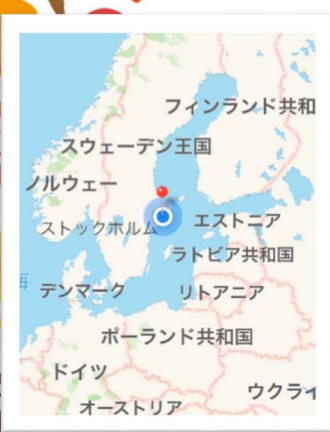 フィンランド共和
スウェーデン王国
ノルウェー
ストックホルム
エストニア
ラトビア共和国
海
デンマーク
リトアニア
ポーランド共和国
ドイツ
ウクライ
オーストリア